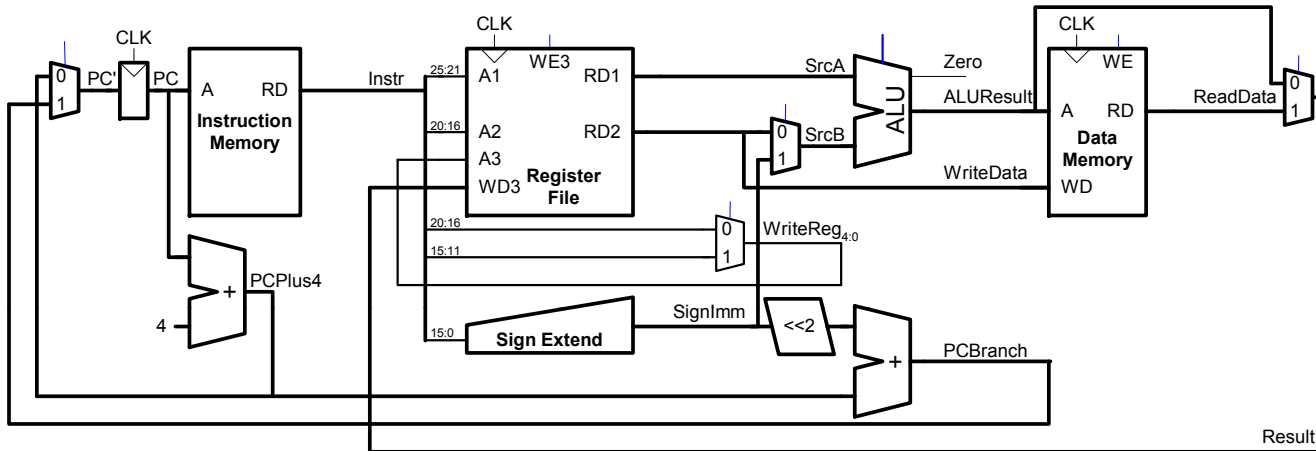 CLK
0
1
PC'
PC
A
RD
Instruction
Memory
Instr
25:21
20:16
CLK
WE3
A1
A2
A3
WD3
RD1
RD2
Register
File
20:16
15:11
0
1
WriteReg4:0
PCPlus4
+
4
15:0
Sign Extend
SignImm
<<2
SrcA
0
1
SrcB
ALU
Zero
ALUResult
WriteData
CLK
WE
A
RD
Data
Memory
WD
ReadData
0
1
+
PCBranch
Result